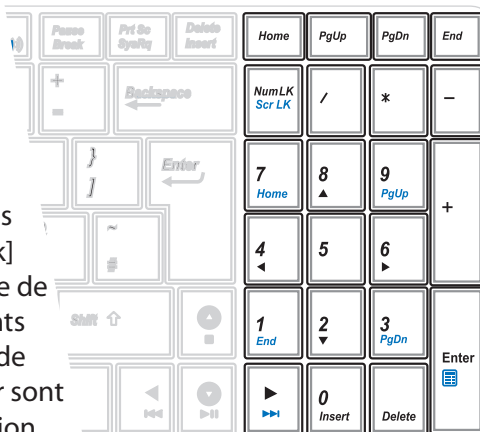 Pause Prt Sc Delete Home PgUp PgDn End
Break SysRq Insert
+ NumLK / * –
= Backspace Scr LK
} 7 8 9 +
] Enter Home PgUp
s ~ 4 5 6
k] #
e de
nts Shift 1 2 3
de End PgDn Enter
r sont 0
ion Insert Delete